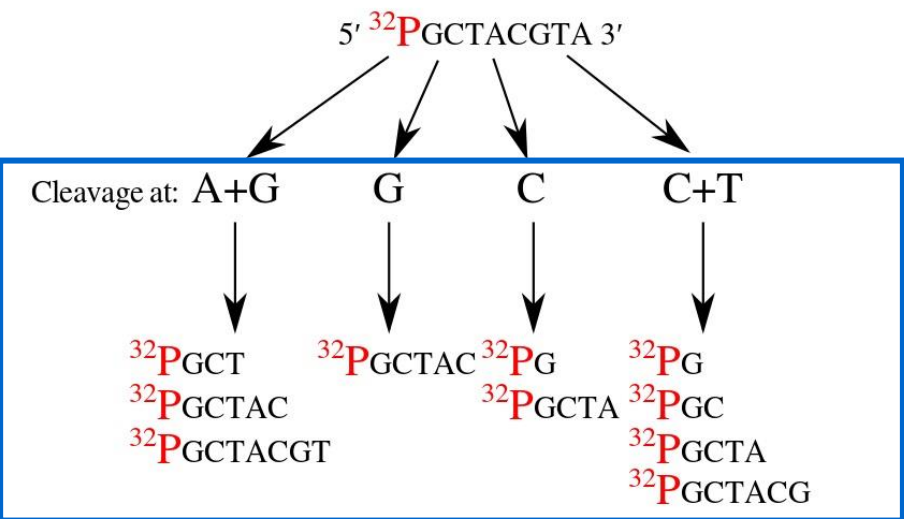 5′ ³²PGCTACGTA 3′
Cleavage at: A+G G C C+T
³²PGCT ³²PGCTAC ³²PG ³²PG
³²PGCTAC ³²PGCTA ³²PGC
³²PGCTACGT ³²PGCTA
³²PGCTACG